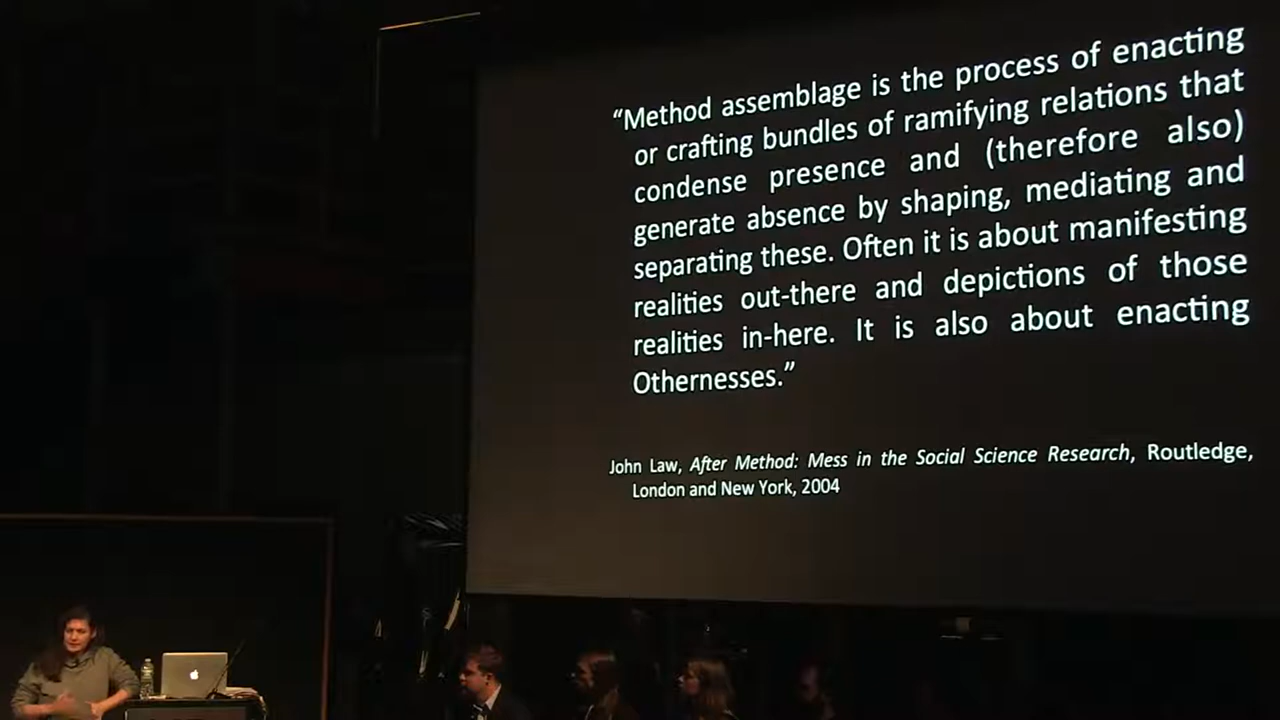 “Method assemblage is the process of enacting
or crafting bundles of ramifying relations that
condense presence and (therefore also)
generate absence by shaping, mediating and
separating these. Often it is about manifesting
realities out-there and depictions of those
realities in-here. It is also about enacting
Othernesses.”
John Law, After Method: Mess in the Social Science Research, Routledge,
London and New York, 2004